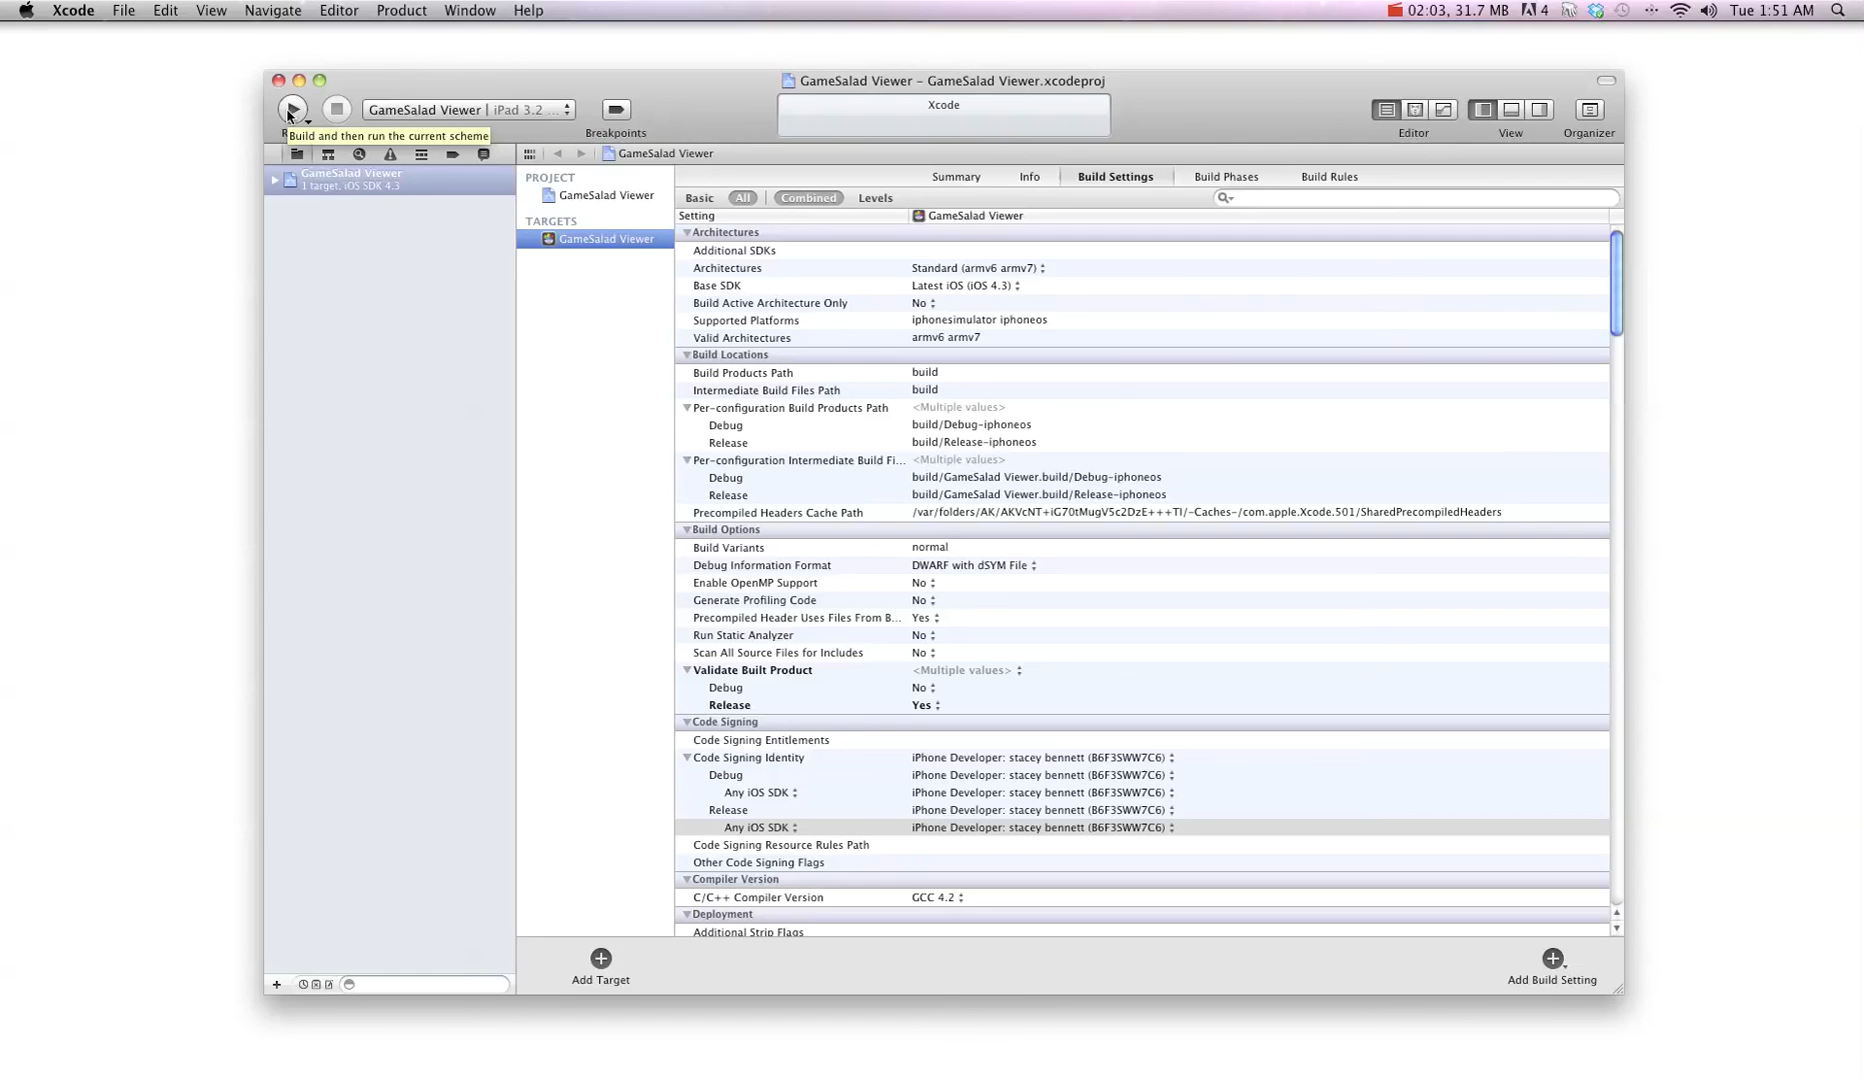 Xcode File Edit View Navigate Editor Product Window Help 02:03, 31.7 MB 4 Tue 1:51 AM
GameSalad Viewer – GameSalad Viewer.xcodeproj
GameSalad Viewer | iPad 3.2 ... Xcode
Breakpoints Editor View Organizer
Build and then run the current scheme
GameSalad Viewer
GameSalad Viewer
1 target, iOS SDK 4.3
PROJECT Summary Info Build Settings Build Phases Build Rules
GameSalad Viewer Basic All Combined Levels
TARGETS Setting GameSalad Viewer
GameSalad Viewer
Architectures
Additional SDKs
Architectures Standard (armv6 armv7)
Base SDK Latest iOS (iOS 4.3)
Build Active Architecture Only No
Supported Platforms iphonesimulator iphoneos
Valid Architectures armv6 armv7
Build Locations
Build Products Path build
Intermediate Build Files Path build
Per-configuration Build Products Path <Multiple values>
Debug build/Debug-iphoneos
Release build/Release-iphoneos
Per-configuration Intermediate Build Fi... <Multiple values>
Debug build/GameSalad Viewer.build/Debug-iphoneos
Release build/GameSalad Viewer.build/Release-iphoneos
Precompiled Headers Cache Path /var/folders/AK/AKVcNT+iG70tMugV5c2DzE+++TI/-Caches-/com.apple.Xcode.501/SharedPrecompiledHeaders
Build Options
Build Variants normal
Debug Information Format DWARF with dSYM File
Enable OpenMP Support No
Generate Profiling Code No
Precompiled Header Uses Files From B... Yes
Run Static Analyzer No
Scan All Source Files for Includes No
Validate Built Product <Multiple values>
Debug No
Release Yes
Code Signing
Code Signing Entitlements
Code Signing Identity iPhone Developer: stacey bennett (B6F3SWW7C6)
Debug iPhone Developer: stacey bennett (B6F3SWW7C6)
Any iOS SDK iPhone Developer: stacey bennett (B6F3SWW7C6)
Release iPhone Developer: stacey bennett (B6F3SWW7C6)
Any iOS SDK iPhone Developer: stacey bennett (B6F3SWW7C6)
Code Signing Resource Rules Path
Other Code Signing Flags
Compiler Version
C/C++ Compiler Version GCC 4.2
Deployment
Additional Strip Flags
Add Target Add Build Setting